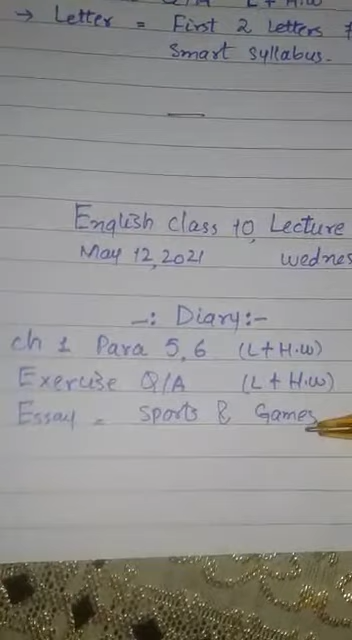 Q/A L + H.W
→ Letter = First 2 Letters
Smart syllabus.
English Class 10, Lecture
May 12, 2021 wednes
-: Diary:-
Ch 1 Para 5,6 (L + H.W)
Exercise Q/A (L + H.W)
Essay = Sports & Games